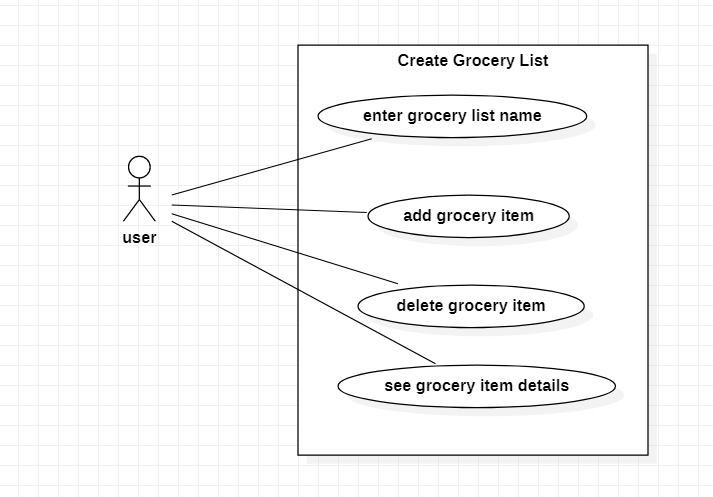 Create Grocery List
enter grocery list name
add grocery item
user
delete grocery item
see grocery item details